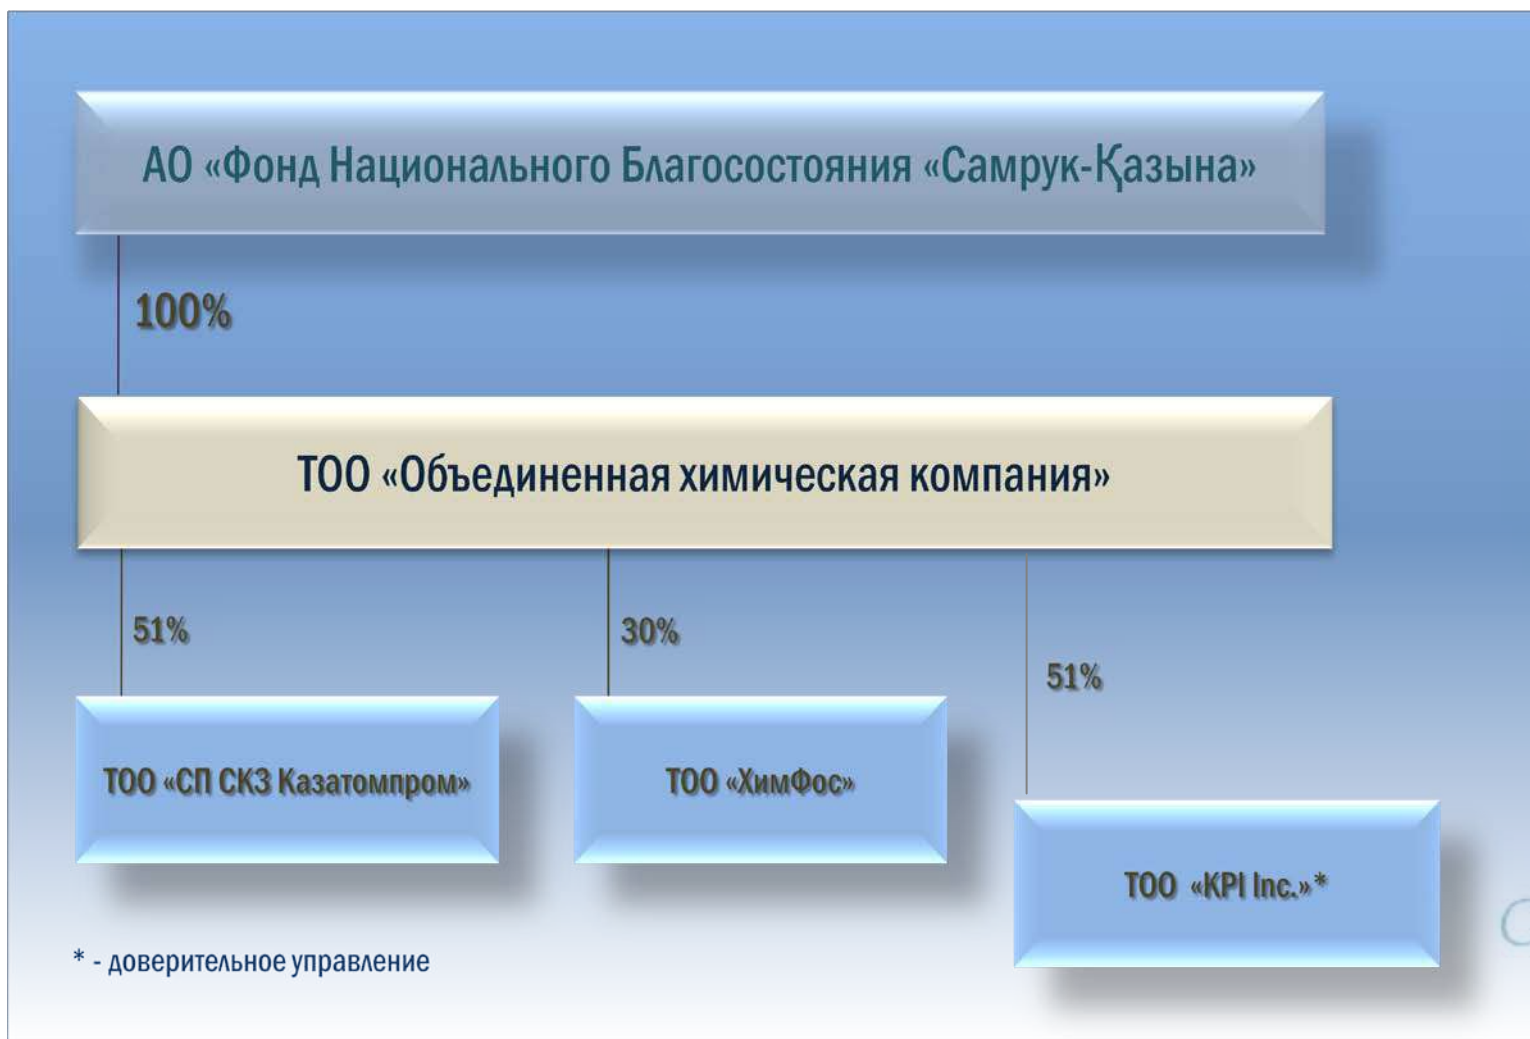 АО «Фонд Национального Благосостояния «Самрук-Қазына»
100%
ТОО «Объединенная химическая компания»
51%
30%
51%
ТОО «СП СКЗ Казатомпром»
ТОО «ХимФос»
ТОО «KPI Inc.»*
* - доверительное управление